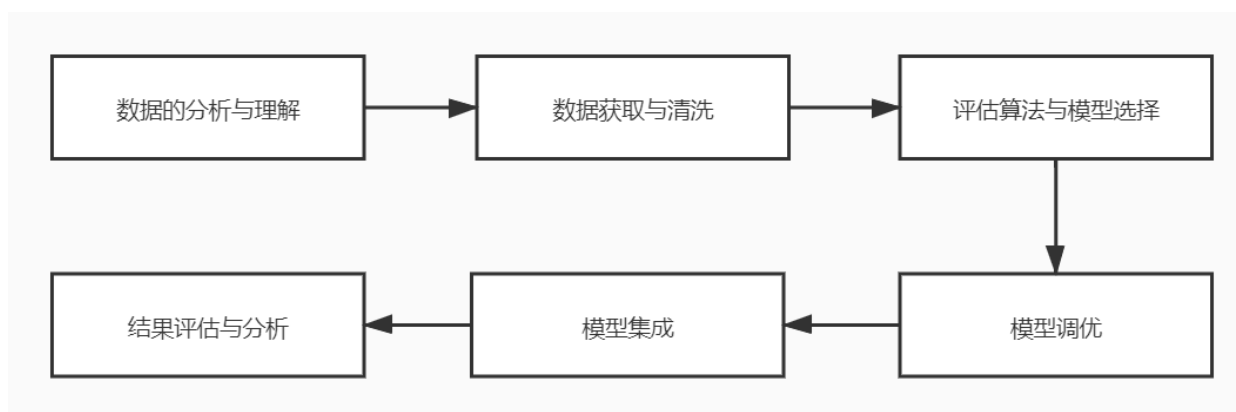 数据的分析与理解
数据获取与清洗
评估算法与模型选择
模型调优
模型集成
结果评估与分析